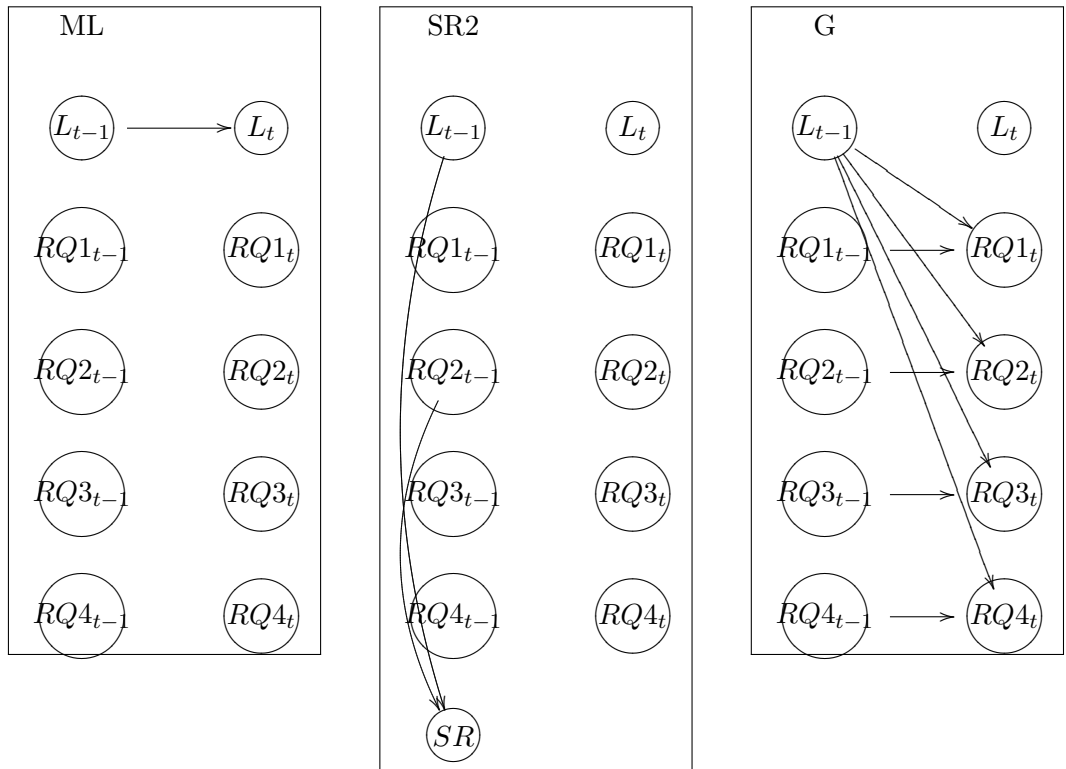 ML
L_{t−1} L_t
RQ1_{t−1} RQ1_t
RQ2_{t−1} RQ2_t
RQ3_{t−1} RQ3_t
RQ4_{t−1} RQ4_t
SR2
L_{t−1} L_t
RQ1_{t−1} RQ1_t
RQ2_{t−1} RQ2_t
RQ3_{t−1} RQ3_t
RQ4_{t−1} RQ4_t
SR
G
L_{t−1} L_t
RQ1_{t−1} RQ1_t
RQ2_{t−1} RQ2_t
RQ3_{t−1} RQ3_t
RQ4_{t−1} RQ4_t